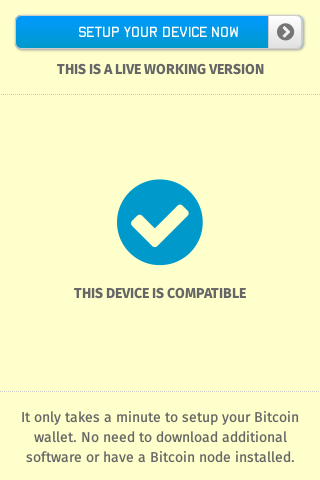 SETUP YOUR DEVICE NOW
THIS IS A LIVE WORKING VERSION
THIS DEVICE IS COMPATIBLE
It only takes a minute to setup your Bitcoin
wallet. No need to download additional
software or have a Bitcoin node installed.